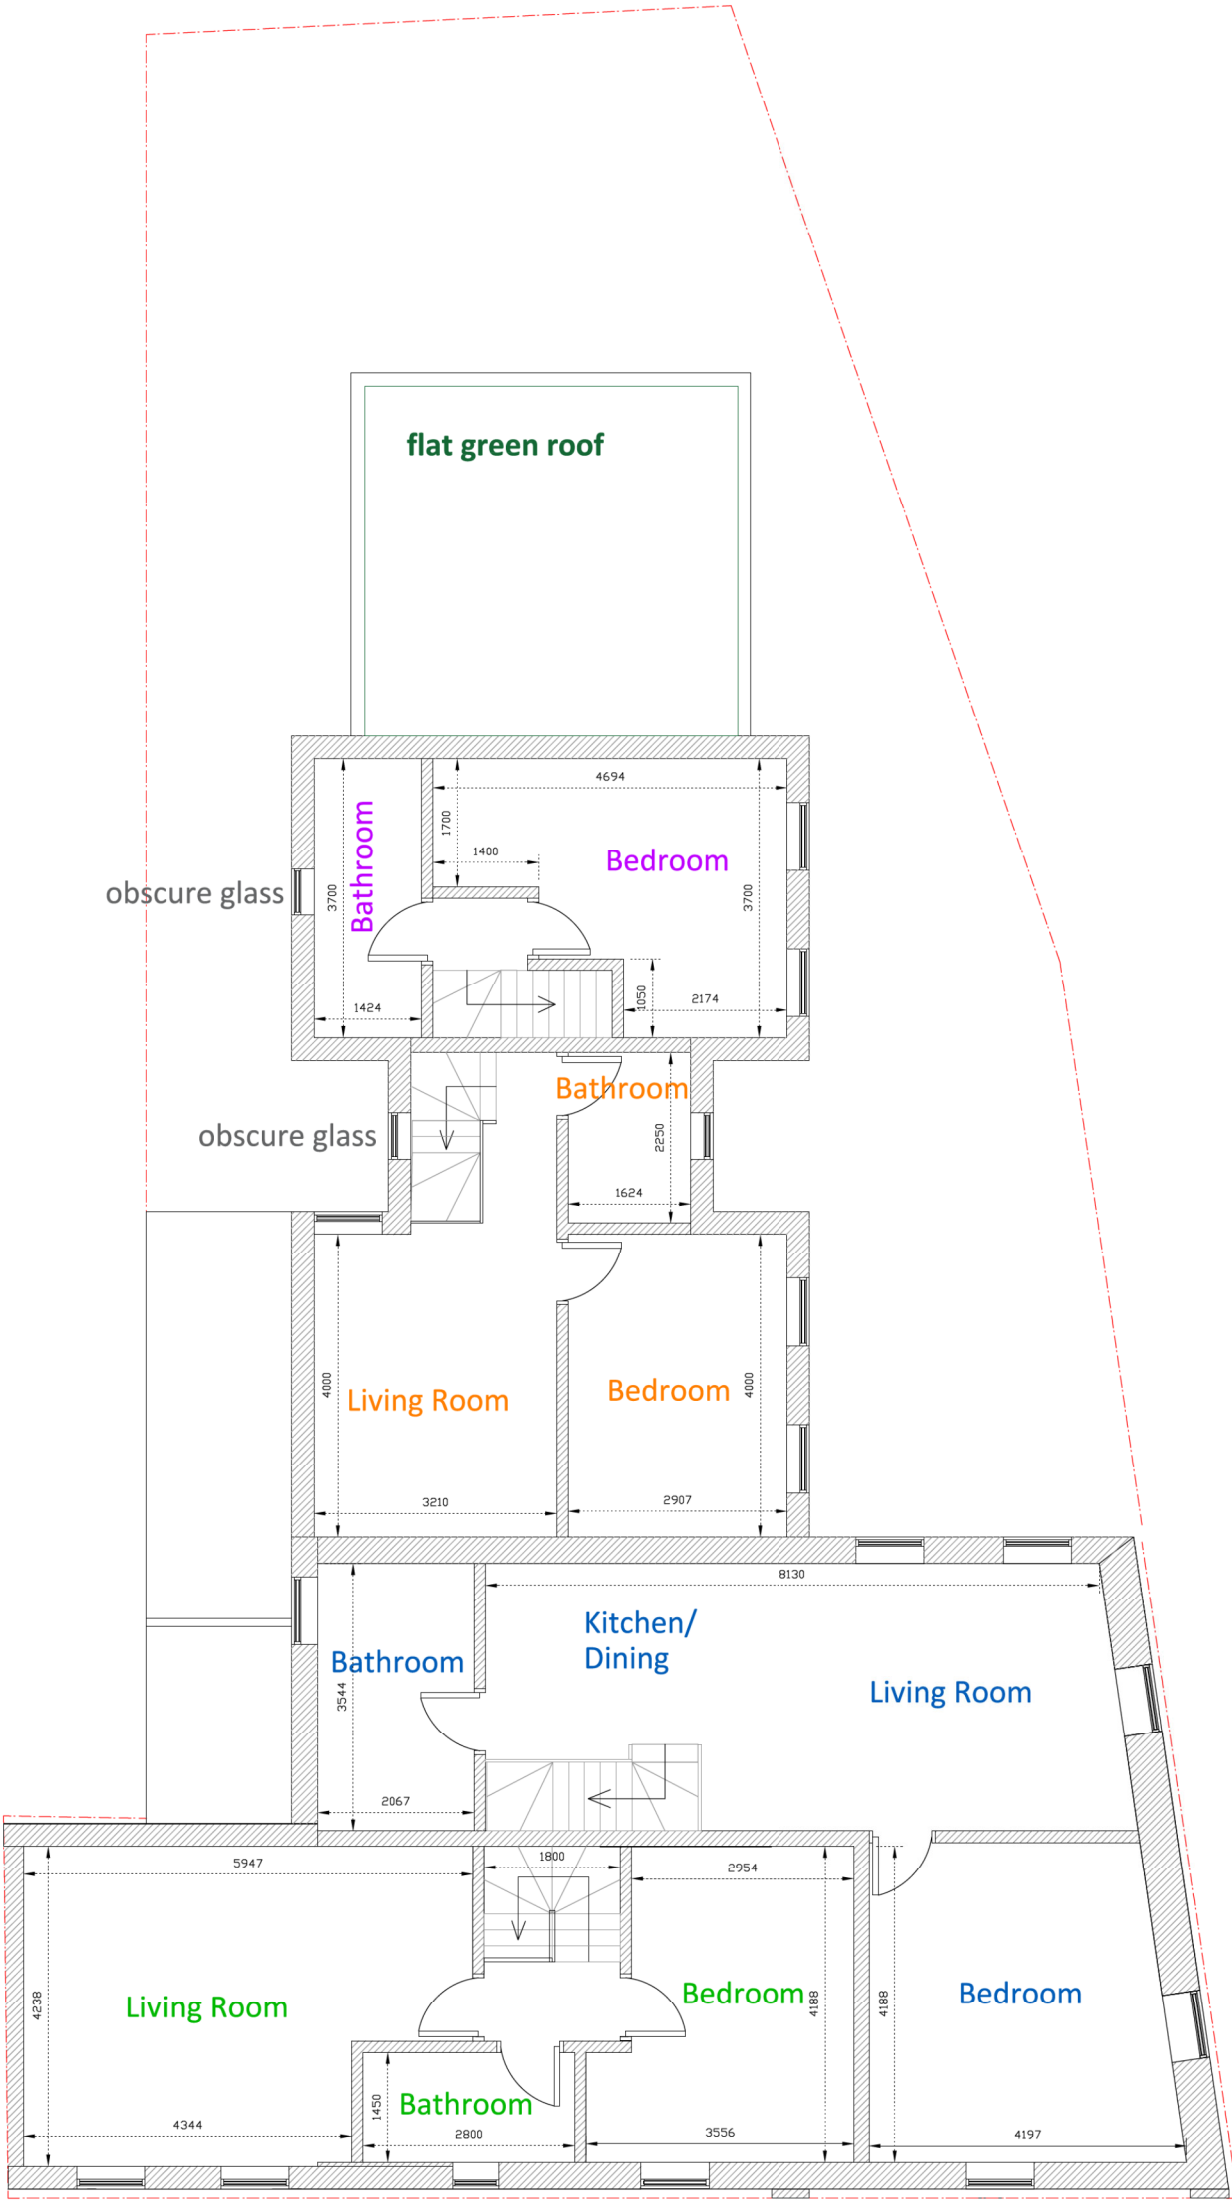 flat green roof
4694
1700
1400
Bedroom
Bathroom
3700
3700
obscure glass
1050
2174
1424
Bathroom
obscure glass
2250
1624
4000
Living Room
Bedroom
4000
3210
2907
8130
Kitchen/
Dining
Bathroom
3544
Living Room
2067
5947
1800
2954
4238
Living Room
Bedroom
4188
4188
Bedroom
1450
Bathroom
4344
2800
3556
4197